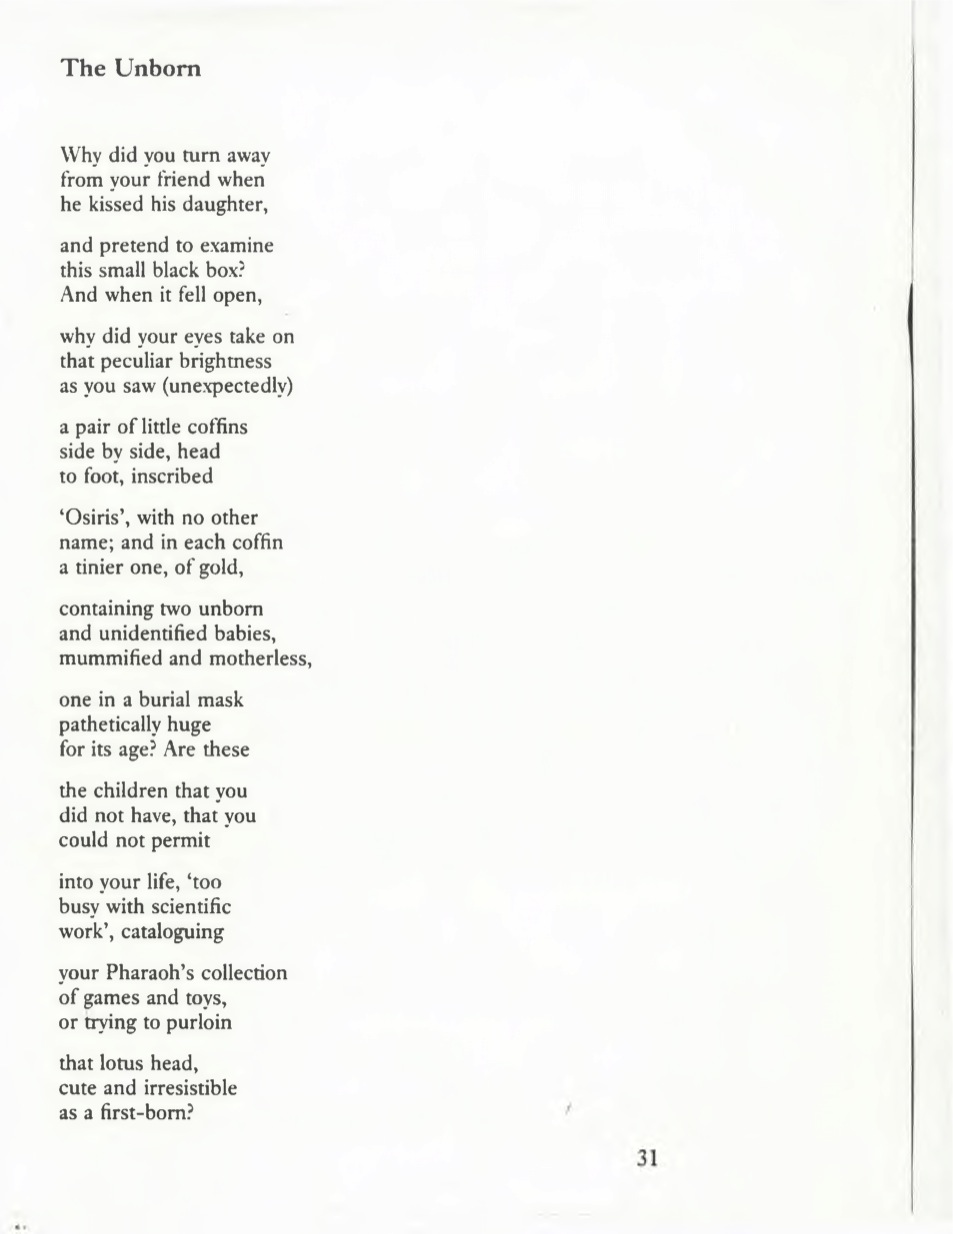 The Unborn
Why did you turn away
from your friend when
he kissed his daughter,
and pretend to examine
this small black box?
And when it fell open,
why did your eyes take on
that peculiar brightness
as you saw (unexpectedly)
a pair of little coffins
side by side, head
to foot, inscribed
‘Osiris’, with no other
name; and in each coffin
a tinier one, of gold,
containing two unborn
and unidentified babies,
mummified and motherless,
one in a burial mask
pathetically huge
for its age? Are these
the children that you
did not have, that you
could not permit
into your life, ‘too
busy with scientific
work’, cataloguing
your Pharaoh’s collection
of games and toys,
or trying to purloin
that lotus head,
cute and irresistible
as a first-born?
31